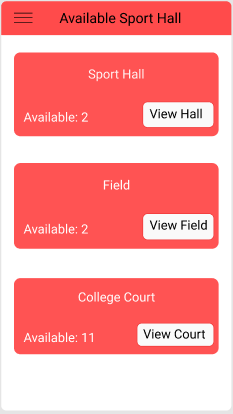 Available Sport Hall
Sport Hall
Available: 2
View Hall
Field
Available: 2
View Field
College Court
Available: 11
View Court